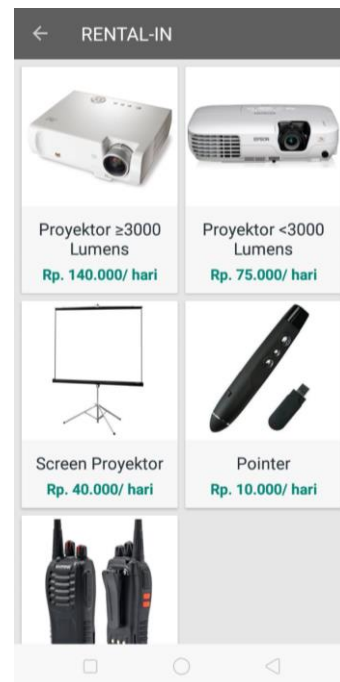 RENTAL-IN
Proyektor ≥3000
Lumens
Rp. 140.000/ hari
EPSON
Proyektor <3000
Lumens
Rp. 75.000/ hari
Screen Proyektor
Rp. 40.000/ hari
Pointer
Rp. 10.000/ hari